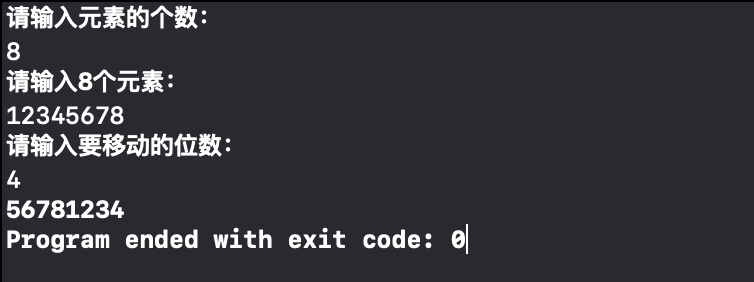 请输入元素的个数：
8
请输入8个元素：
12345678
请输入要移动的位数：
4
56781234
Program ended with exit code: 0